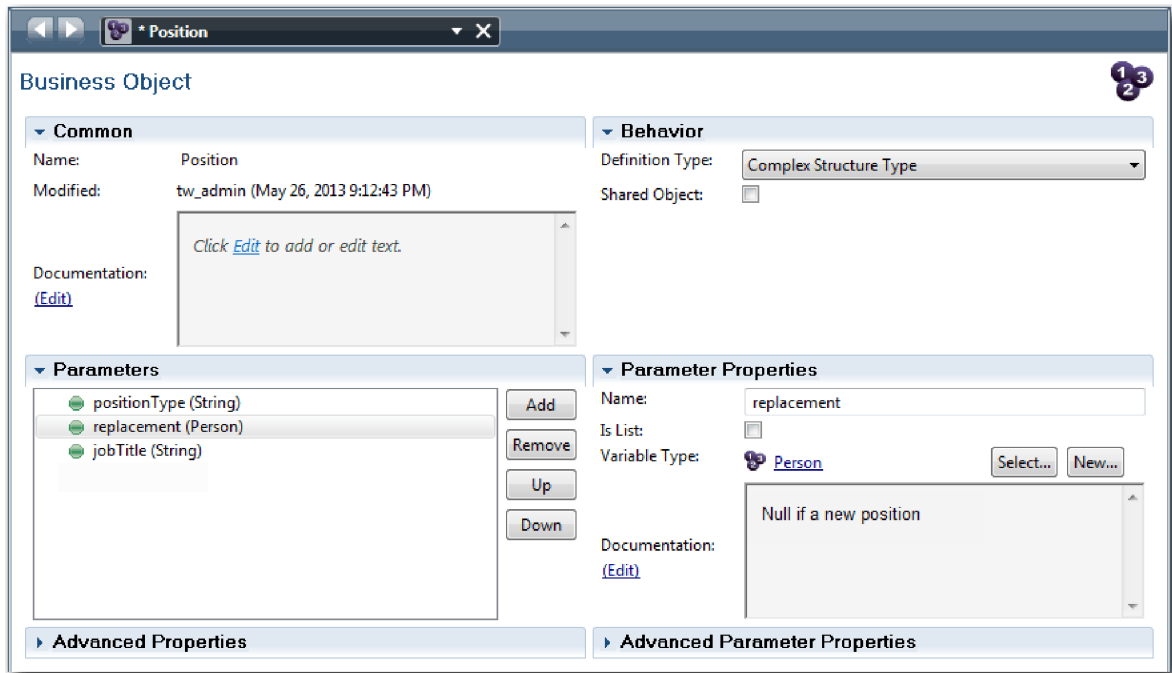 * Position
Business Object
1 2 3
Common
Name: Position
Modified: tw_admin (May 26, 2013 9:12:43 PM)
Click Edit to add or edit text.
Documentation:
(Edit)
Behavior
Definition Type: Complex Structure Type
Shared Object:
Parameters
positionType (String)
replacement (Person)
jobTitle (String)
Add
Remove
Up
Down
Parameter Properties
Name: replacement
Is List:
Variable Type: Person Select... New...
Null if a new position
Documentation:
(Edit)
Advanced Properties
Advanced Parameter Properties